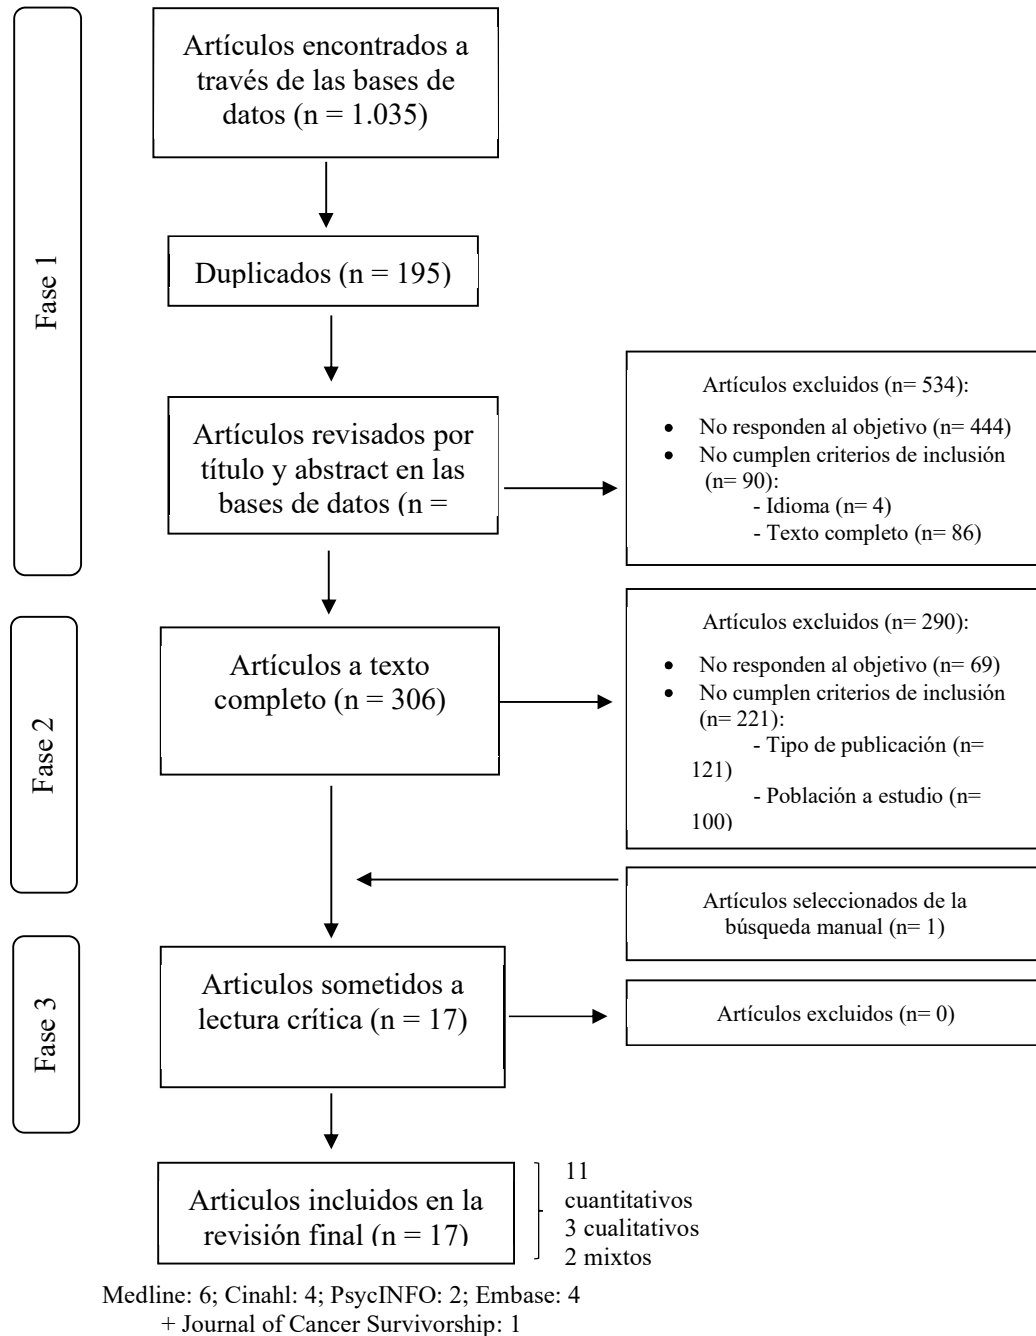 Fase 1
Artículos encontrados a
través de las bases de
datos (n = 1.035)
Duplicados (n = 195)
Artículos revisados por
título y abstract en las
bases de datos (n =
Artículos excluidos (n= 534):
• No responden al objetivo (n= 444)
• No cumplen criterios de inclusión
(n= 90):
- Idioma (n= 4)
- Texto completo (n= 86)
Fase 2
Artículos a texto
completo (n = 306)
Artículos excluidos (n= 290):
• No responden al objetivo (n= 69)
• No cumplen criterios de inclusión
(n= 221):
- Tipo de publicación (n=
121)
- Población a estudio (n=
100)
Artículos seleccionados de la
búsqueda manual (n= 1)
Fase 3
Articulos sometidos a
lectura crítica (n = 17)
Artículos excluidos (n= 0)
Articulos incluidos en la
revisión final (n = 17)
11
cuantitativos
3 cualitativos
2 mixtos
Medline: 6; Cinahl: 4; PsycINFO: 2; Embase: 4
+ Journal of Cancer Survivorship: 1